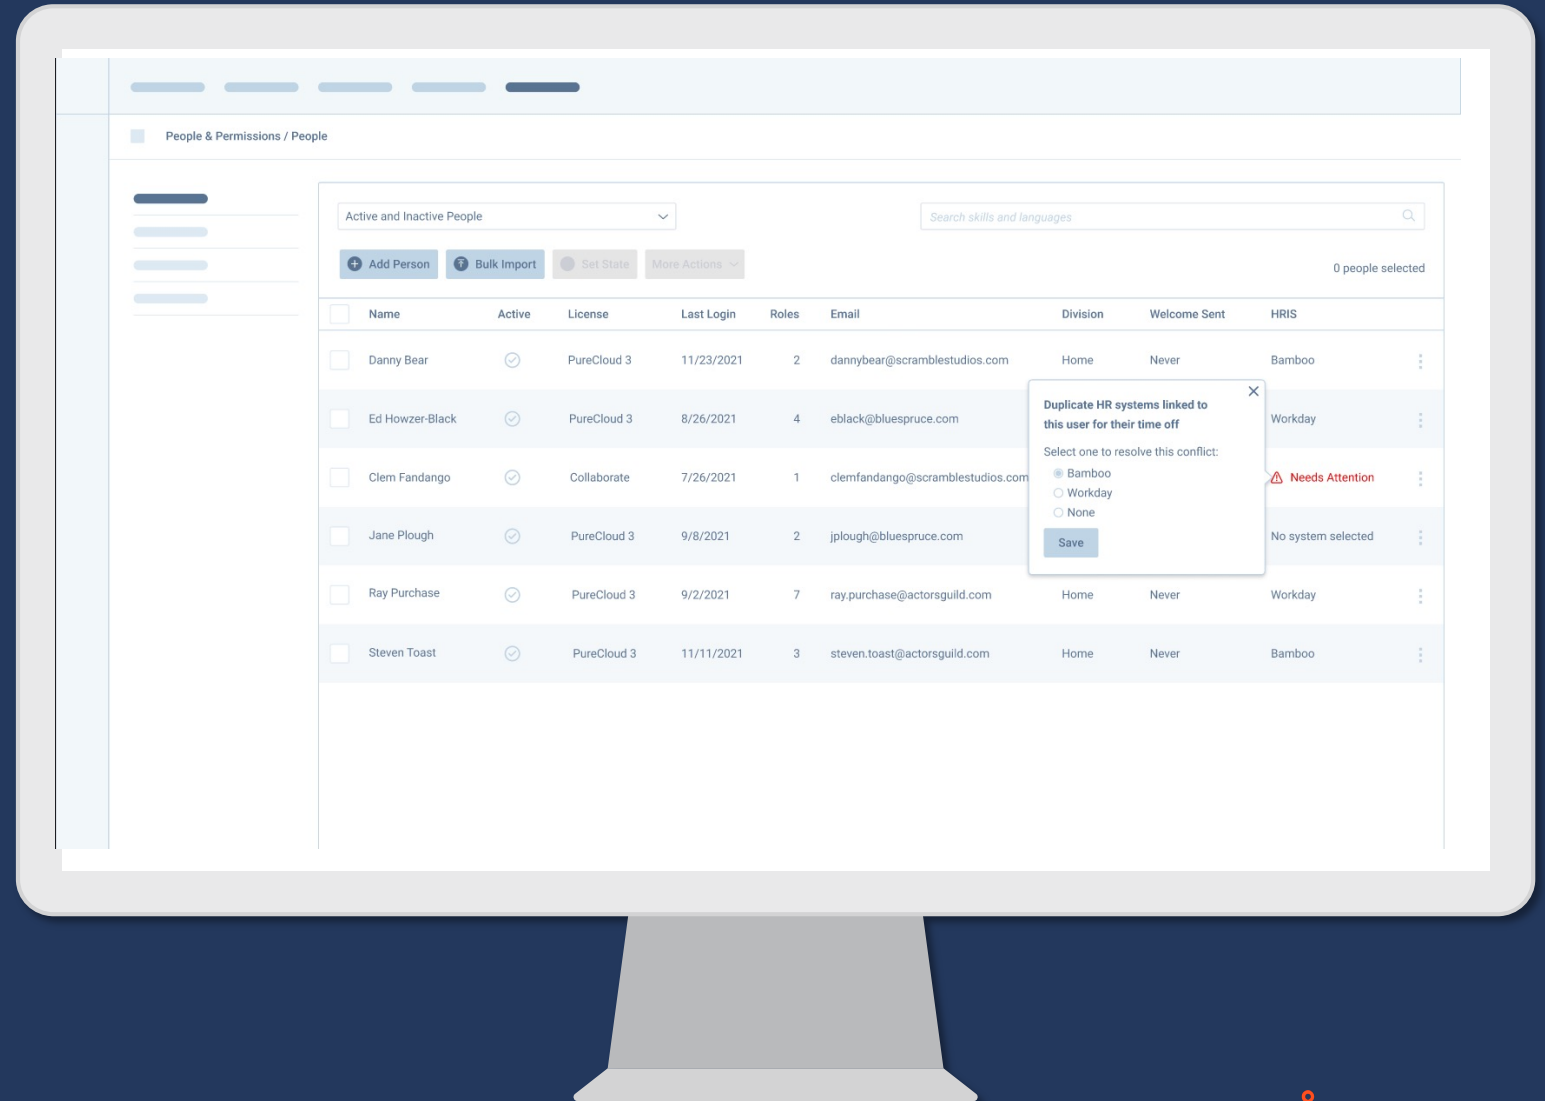 People & Permissions / People
Active and Inactive People
Search skills and languages
Add Person
Bulk Import
Set State
More Actions
0 people selected
Name Active License Last Login Roles Email Division Welcome Sent HRIS
Danny Bear PureCloud 3 11/23/2021 2 dannybear@scramblestudios.com Home Never Bamboo
Ed Howzer-Black PureCloud 3 8/26/2021 4 eblack@bluespruce.com Workday
Clem Fandango Collaborate 7/26/2021 1 clemfandango@scramblestudios.com Needs Attention
Jane Plough PureCloud 3 9/8/2021 2 jplough@bluespruce.com No system selected
Ray Purchase PureCloud 3 9/2/2021 7 ray.purchase@actorsguild.com Home Never Workday
Steven Toast PureCloud 3 11/11/2021 3 steven.toast@actorsguild.com Home Never Bamboo
Duplicate HR systems linked to
this user for their time off
Select one to resolve this conflict:
Bamboo
Workday
None
Save